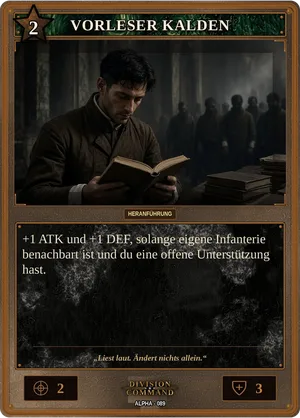 2
VORLESER KALDEN
HERANFÜHRUNG
+1 ATK und +1 DEF, solange eigene Infanterie
benachbart ist und du eine offene Unterstützung
hast.
„Liest laut. Ändert nichts allein.“
2
DIVISION
COMMAND
ALPHA 089
3